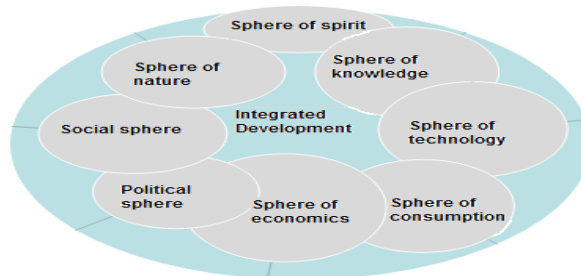 Sphere of spirit
Sphere of
knowledge
Sphere of
nature
Integrated
Development
Social sphere
Sphere of
technology
Political
sphere
Sphere of
economics
Sphere of
consumption